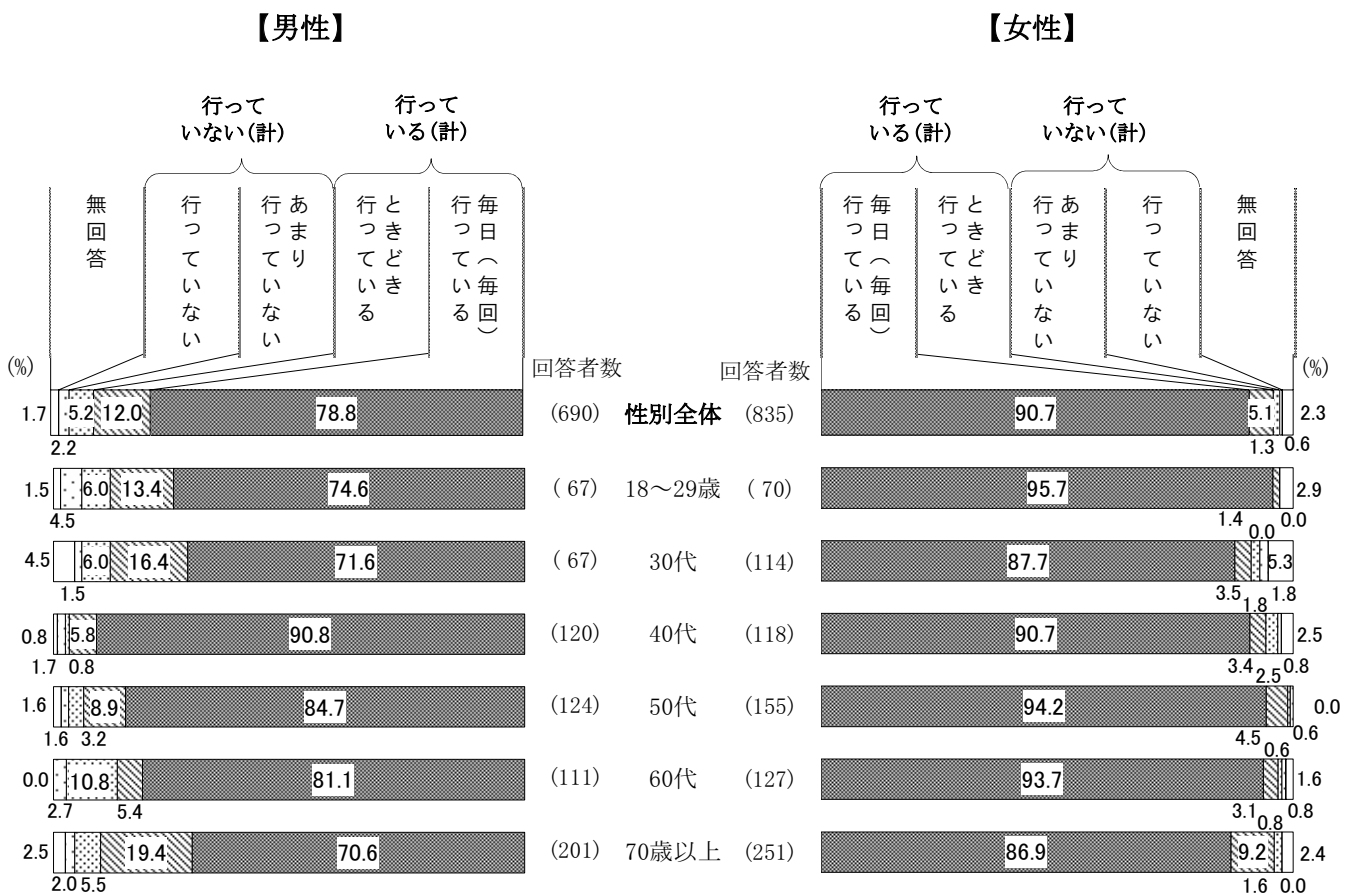 【男性】 【女性】
行って
いない(計)
行って
いる(計)
行って
いる(計)
行って
いない(計)
無回答
行っていない
あまり
行っていない
ときどき
行っている
毎日(毎回)
行っている
毎日(毎回)
行っている
ときどき
行っている
あまり
行っていない
行っていない
無回答
(%) 回答者数 回答者数 (%)
1.7 5.2 12.0 78.8 (690) 性別全体 (835) 90.7 5.1 2.3
2.2 1.3 0.6
1.5 6.0 13.4 74.6 ( 67) 18～29歳 ( 70) 95.7 2.9
4.5 1.4 0.0 0.0
4.5 6.0 16.4 71.6 ( 67) 30代 (114) 87.7 5.3
1.5 3.5 1.8 1.8
0.8 5.8 90.8 (120) 40代 (118) 90.7 2.5
1.7 0.8 3.4 2.5 0.8
1.6 8.9 84.7 (124) 50代 (155) 94.2 0.0
1.6 3.2 4.5 0.6 0.6
0.0 10.8 81.1 (111) 60代 (127) 93.7 1.6
2.7 5.4 3.1 0.8 0.8
2.5 19.4 70.6 (201) 70歳以上 (251) 86.9 9.2 2.4
2.0 5.5 1.6 0.0